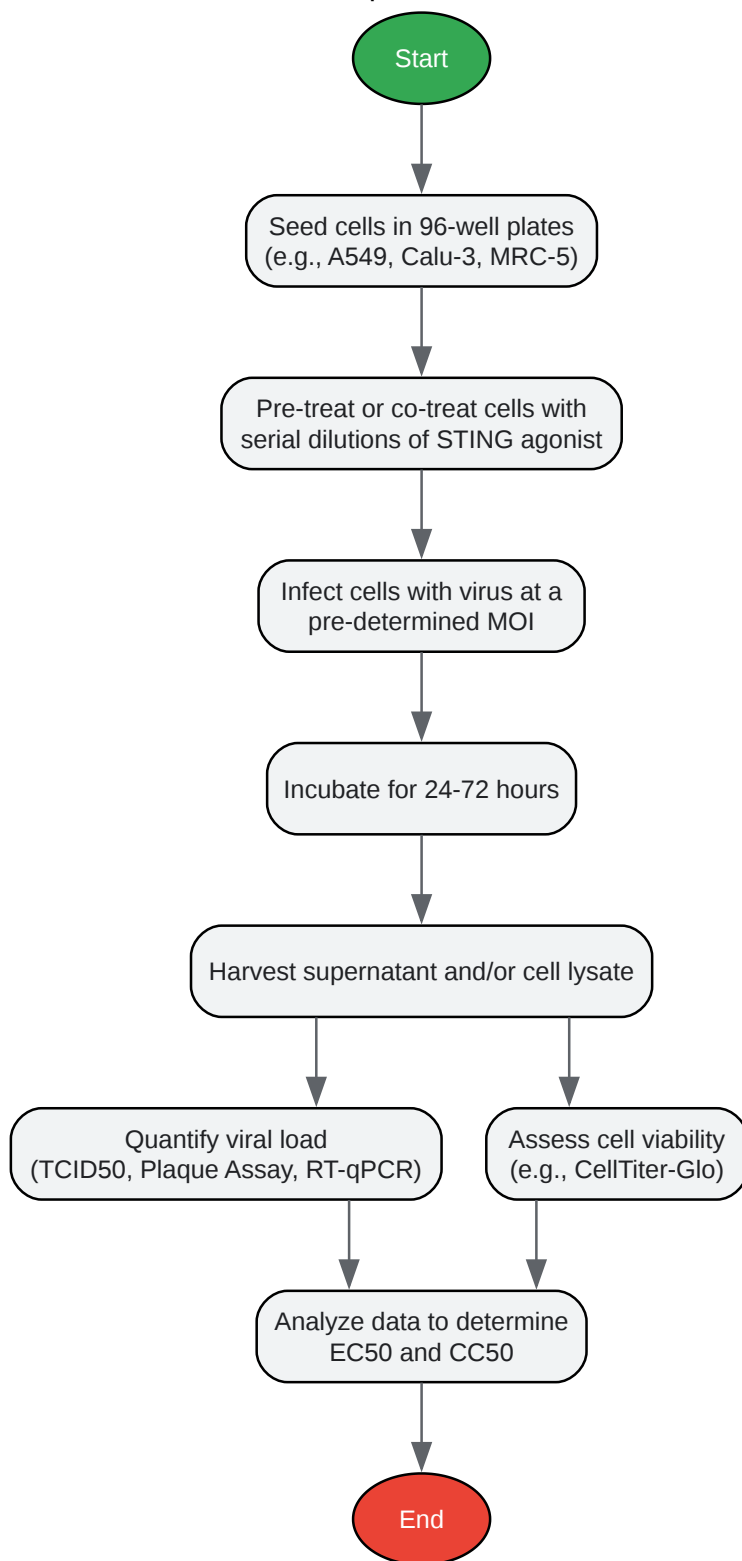 Start
Seed cells in 96-well plates
(e.g., A549, Calu-3, MRC-5)
Pre-treat or co-treat cells with
serial dilutions of STING agonist
Infect cells with virus at a
pre-determined MOI
Incubate for 24-72 hours
Harvest supernatant and/or cell lysate
Quantify viral load
(TCID50, Plaque Assay, RT-qPCR)
Assess cell viability
(e.g., CellTiter-Glo)
Analyze data to determine
EC50 and CC50
End